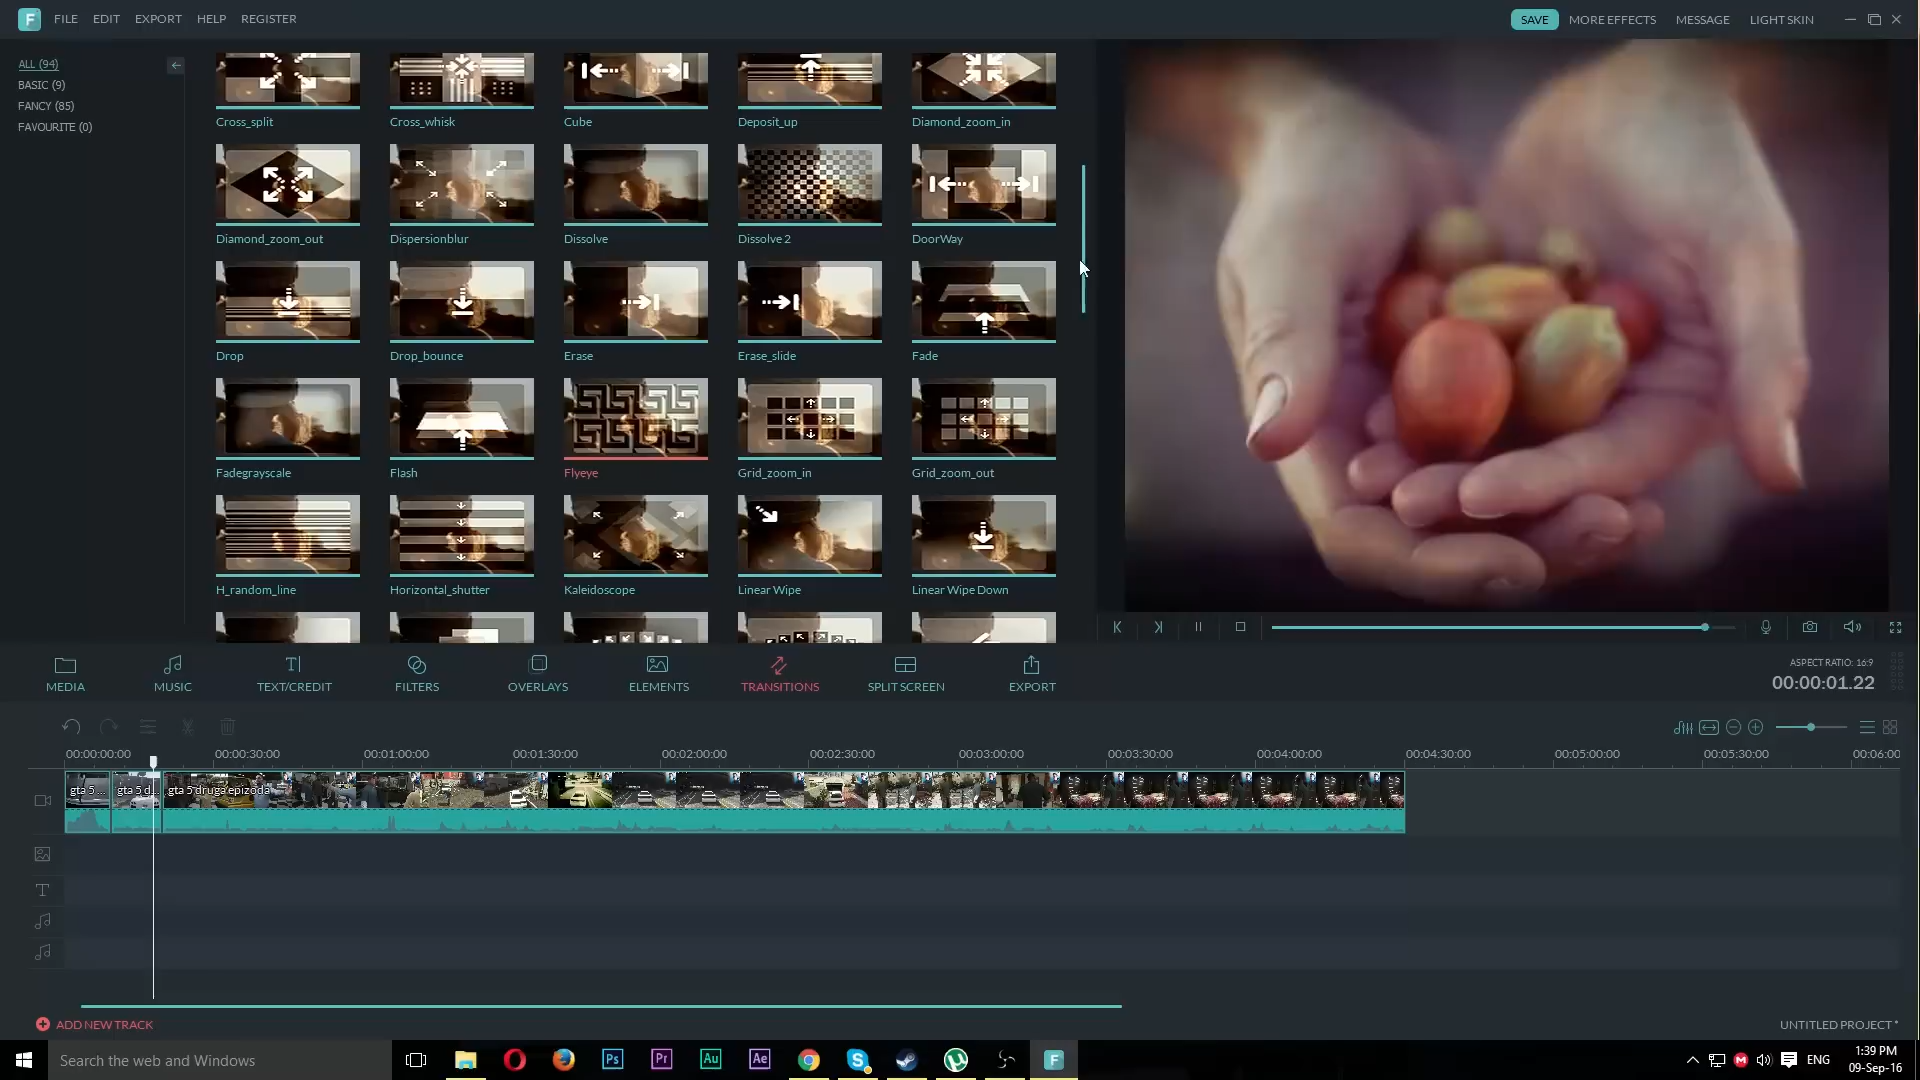 F FILE EDIT EXPORT HELP REGISTER SAVE MORE EFFECTS MESSAGE LIGHT SKIN
ALL (94)
BASIC (9)
FANCY (85)
FAVOURITE (0)
Cross_split Cross_whisk Cube Deposit_up Diamond_zoom_in
Diamond_zoom_out Dispersionblur Dissolve Dissolve 2 DoorWay
Drop Drop_bounce Erase Erase_slide Fade
Fadegrayscale Flash Flyeye Grid_zoom_in Grid_zoom_out
H_random_line Horizontal_shutter Kaleidoscope Linear Wipe Linear Wipe Down
MEDIA MUSIC TEXT/CREDIT FILTERS OVERLAYS ELEMENTS TRANSITIONS SPLIT SCREEN EXPORT
ASPECT RATIO: 16:9
00:00:01.22
00:00:00:00 00:00:30:00 00:01:00:00 00:01:30:00 00:02:00:00 00:02:30:00 00:03:00:00 00:03:30:00 00:04:00:00 00:04:30:00 00:05:00:00 00:05:30:00 00:06:00
gta 5 ... gta 5 d... gta 5 druga epizoda
T
ADD NEW TRACK UNTITLED PROJECT *
Search the web and Windows Ps Pr Au Ae F ENG
1:39 PM
09-Sep-16